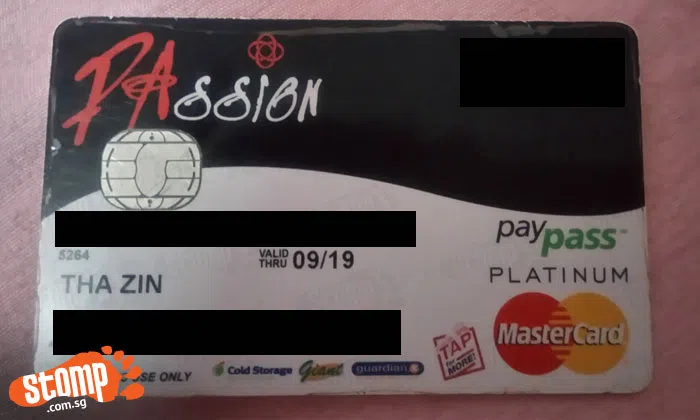 PAssion
5264
VALID THRU 09/19
THA ZIN
paypass
PLATINUM
MasterCard
TAP for MORE!
USE ONLY
Cold Storage Giant guardian
stomp
.com.sg